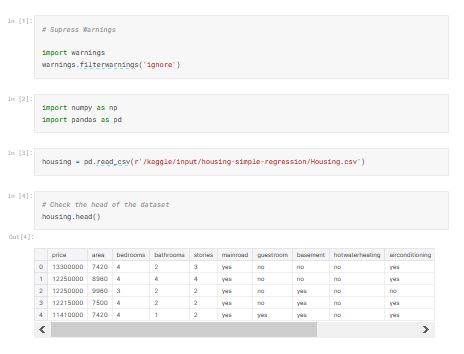 In [1]:
# Supress Warnings
import warnings
warnings.filterwarnings('ignore')
In [2]:
import numpy as np
import pandas as pd
In [3]:
housing = pd.read_csv(r'/kaggle/input/housing-simple-regression/Housing.csv')
In [4]:
# Check the head of the dataset
housing.head()
Out[4]:
price area bedrooms bathrooms stories mainroad guestroom basement hotwaterheating airconditioning
0 13300000 7420 4 2 3 yes no no no yes
1 12250000 8960 4 4 4 yes no no no yes
2 12250000 9960 3 2 2 yes no yes no no
3 12215000 7500 4 2 2 yes no yes no yes
4 11410000 7420 4 1 2 yes yes yes no yes